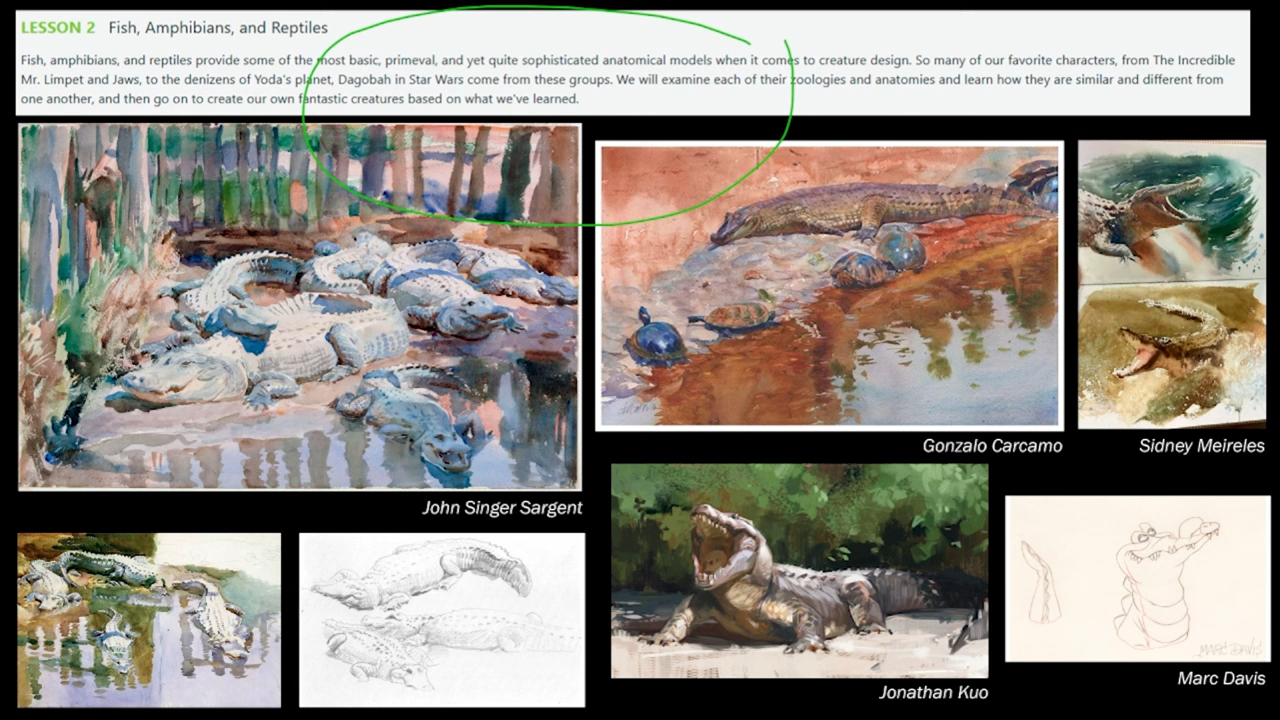 LESSON 2 Fish, Amphibians, and Reptiles
Fish, amphibians, and reptiles provide some of the most basic, primeval, and yet quite sophisticated anatomical models when it comes to creature design. So many of our favorite characters, from The Incredible
Mr. Limpet and Jaws, to the denizens of Yoda's planet, Dagobah in Star Wars come from these groups. We will examine each of their zoologies and anatomies and learn how they are similar and different from
one another, and then go on to create our own fantastic creatures based on what we've learned.
Gonzalo Carcamo
Sidney Meireles
John Singer Sargent
MARC DAVIS
Marc Davis
Jonathan Kuo